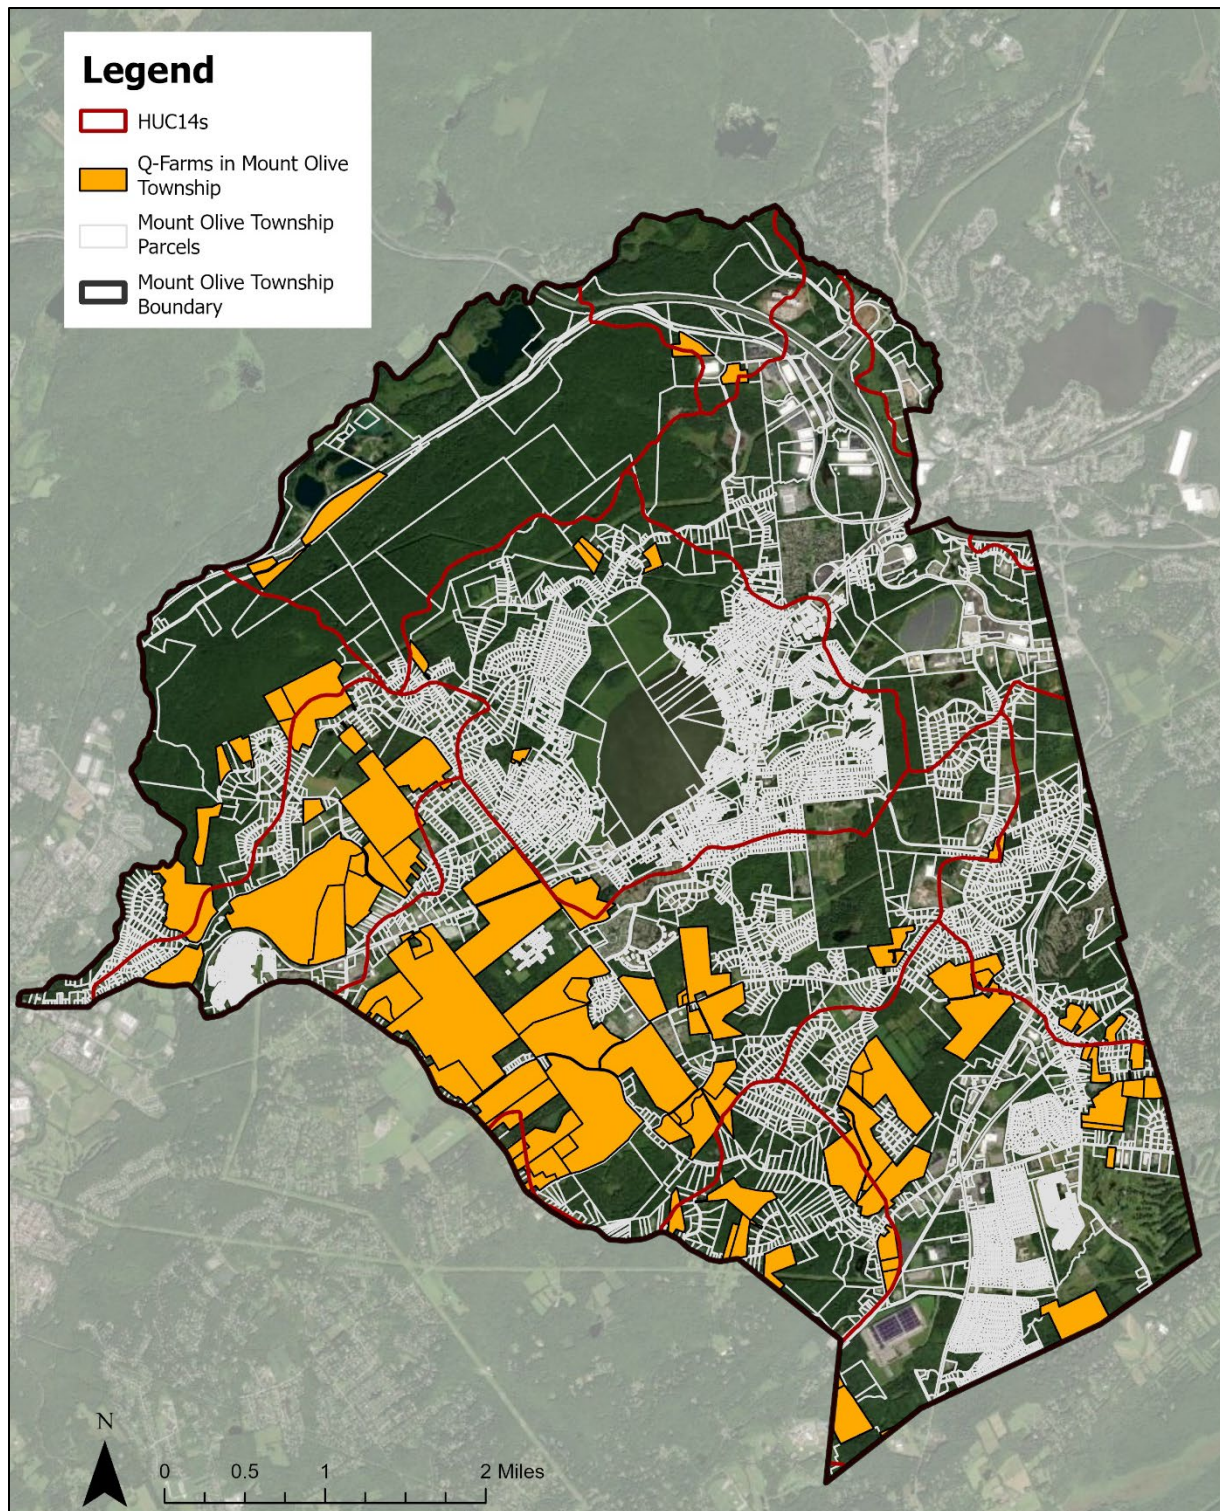 Legend
HUC14s
Q-Farms in Mount Olive
Township
Mount Olive Township
Parcels
Mount Olive Township
Boundary
N
0 0.5 1 2 Miles